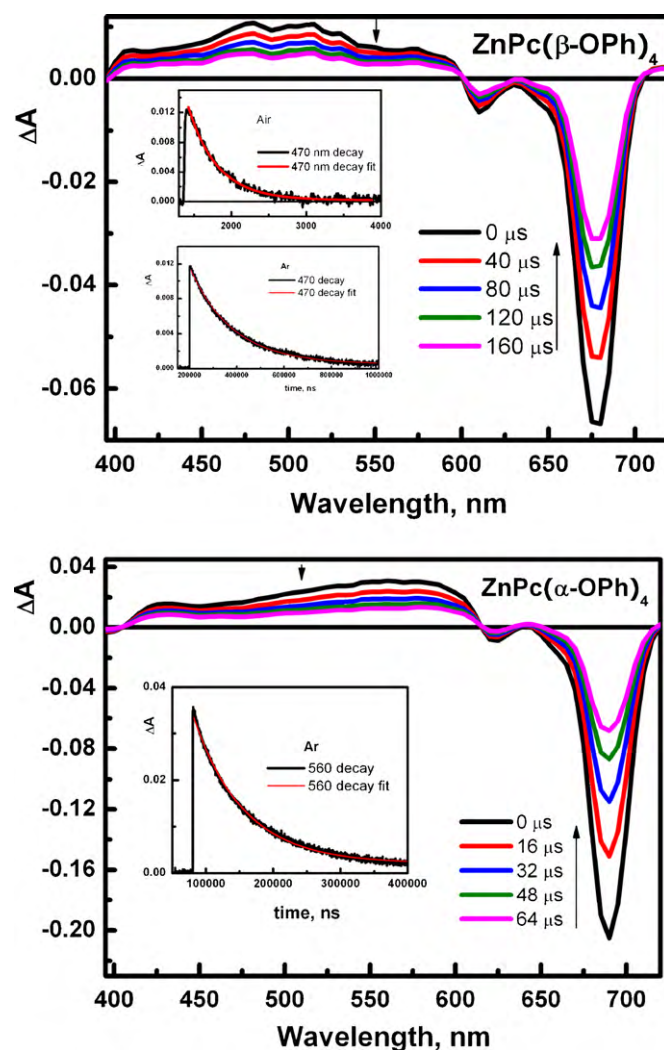 ZnPc(β-OPh)4
0.00
-0.02
-0.04
-0.06
ΔA
Air
470 nm decay
470 nm decay fit
ΔA
0.015
0.010
0.005
0.000
2000
3000
4000
Ar
470 decay
470 decay fit
ΔA
0.012
0.008
0.004
0.000
200000
400000
600000
800000
1000000
time, ns
0 μs
40 μs
80 μs
120 μs
160 μs
400
450
500
550
600
650
700
Wavelength, nm
ZnPc(α-OPh)4
0.04
0.00
-0.04
-0.08
-0.12
-0.16
-0.20
ΔA
0.04
0.02
0.00
ΔA
Ar
560 decay
560 decay fit
100000
200000
300000
400000
time, ns
0 μs
16 μs
32 μs
48 μs
64 μs
400
450
500
550
600
650
700
Wavelength, nm